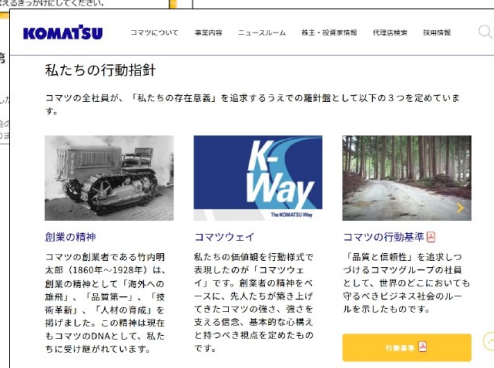 えるきっかけにしてください。
KOMATSU
コマツについて 事業内容 ニュースルーム 株主・投資家情報 代理店検索 採用情報
私たちの行動指針
コマツの全社員が、「私たちの存在意義」を追求するうえでの羅針盤として以下の3つを定めていま
す。
K-
Way
The KOMATSU Way
創業の精神
コマツの創業者である竹内明
太郎（1860年～1928年）は、
創業の精神として「海外への
雄飛」、「品質第一」、「技
術革新」、「人材の育成」を
掲げました。この精神は現在
もコマツのDNAとして、私た
ちに受け継がれています。
コマツウェイ
私たちの価値観を行動様式で
表現したのが「コマツウェ
イ」です。創業者の精神をベ
ースに、先人たちが築き上げ
てきたコマツの強さ、強さを
支える信念、基本的な心構え
と持つべき視点を定めたもの
です。
コマツの行動基準
「品質と信頼性」を追求しつ
づけるコマツグループの社員
として、世界のどこにおいても
守るべきビジネス社会のルー
ルを示したものです。
行動基準